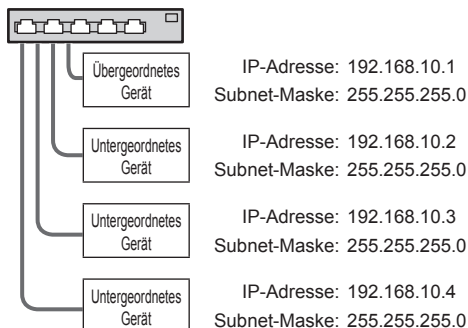 Übergeordnetes
Gerät
IP-Adresse: 192.168.10.1
Subnet-Maske: 255.255.255.0
Untergeordnetes
Gerät
IP-Adresse: 192.168.10.2
Subnet-Maske: 255.255.255.0
Untergeordnetes
Gerät
IP-Adresse: 192.168.10.3
Subnet-Maske: 255.255.255.0
Untergeordnetes
Gerät
IP-Adresse: 192.168.10.4
Subnet-Maske: 255.255.255.0